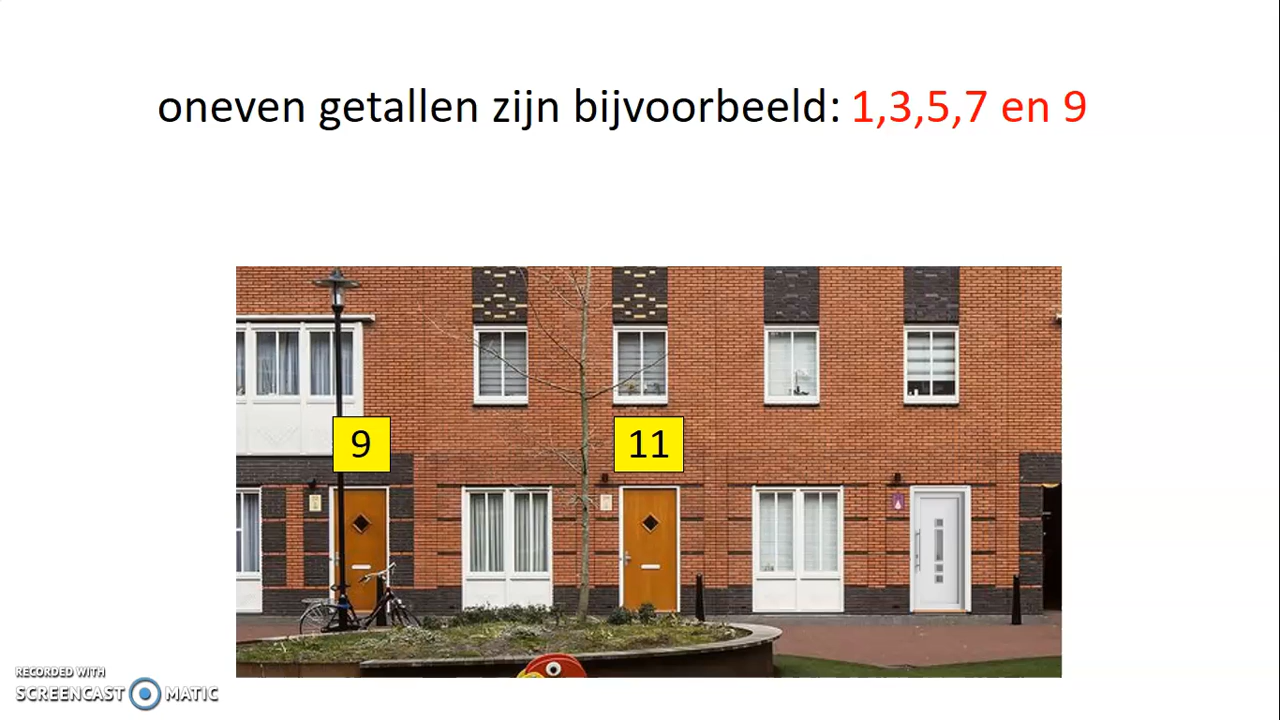 oneven getallen zijn bijvoorbeeld: 1,3,5,7 en 9
9
11
RECORDED WITH
SCREENCAST MATIC